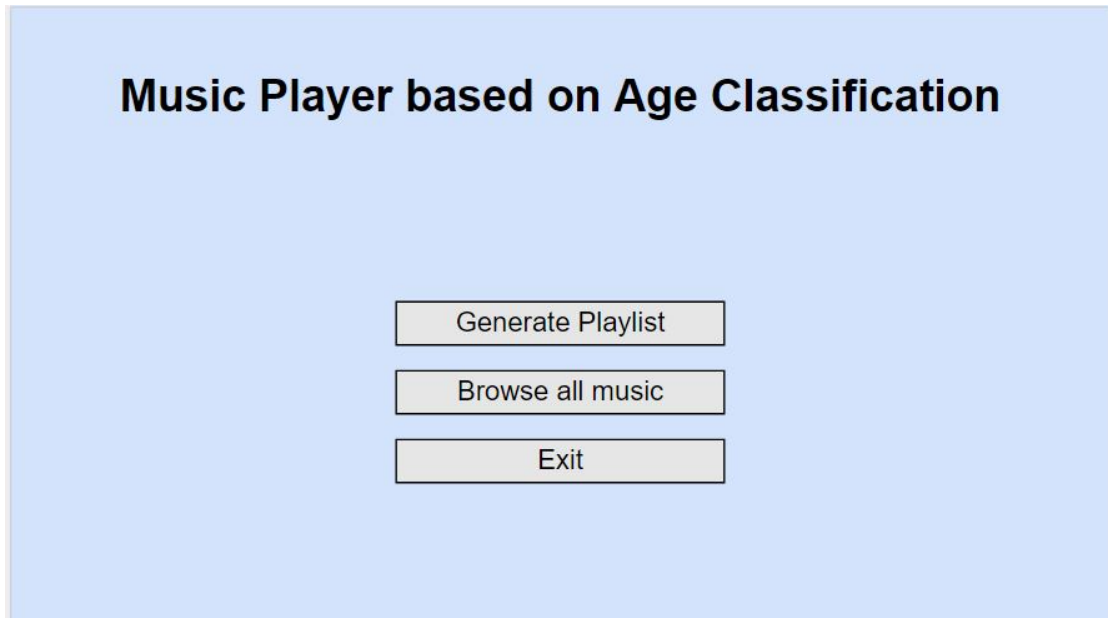 Music Player based on Age Classification
Generate Playlist
Browse all music
Exit